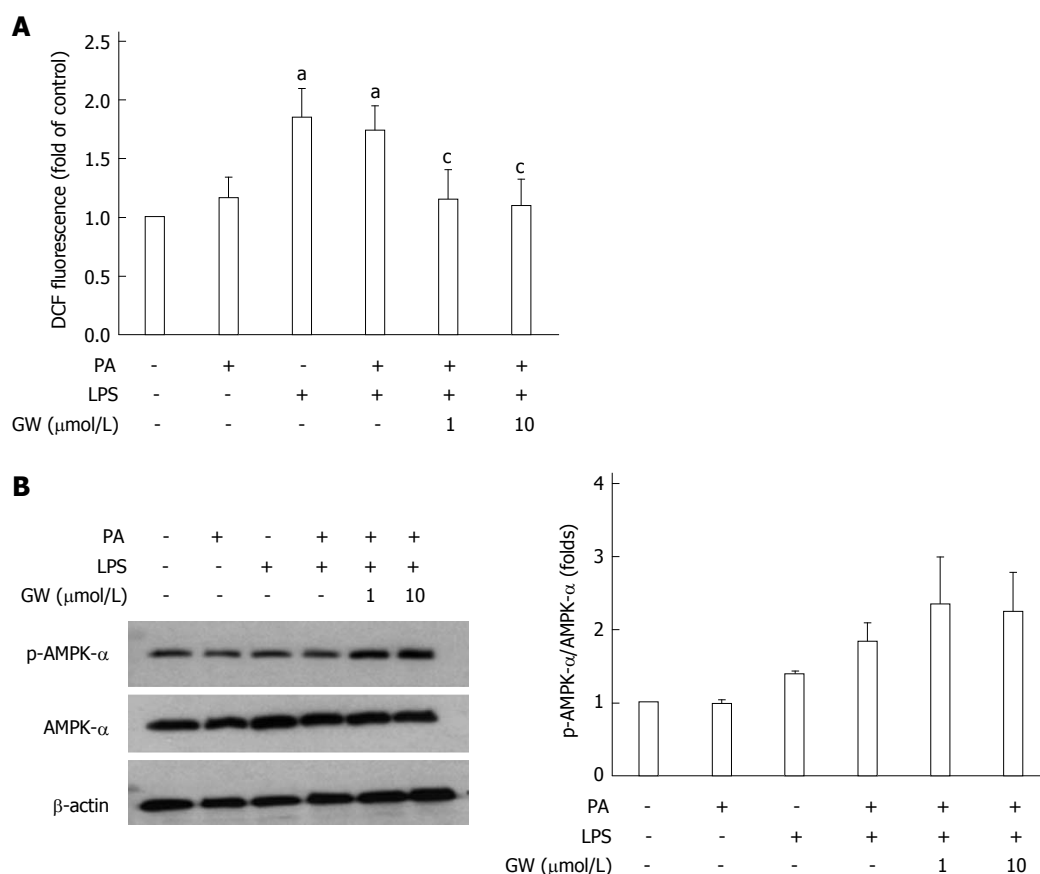 A
DCF fluorescence (fold of control)
2.5
2.0
1.5
1.0
0.5
0.0
a
a
c
c
PA - + - + + +
LPS - - + + + +
GW (μmol/L) - - - - 1 10
B
PA - + - + + +
LPS - - + + + +
GW (μmol/L) - - - - 1 10
p-AMPK-α
AMPK-α
β-actin
p-AMPK-α/AMPK-α (folds)
4
3
2
1
0
PA - + - + + +
LPS - - + + + +
GW (μmol/L) - - - - 1 10